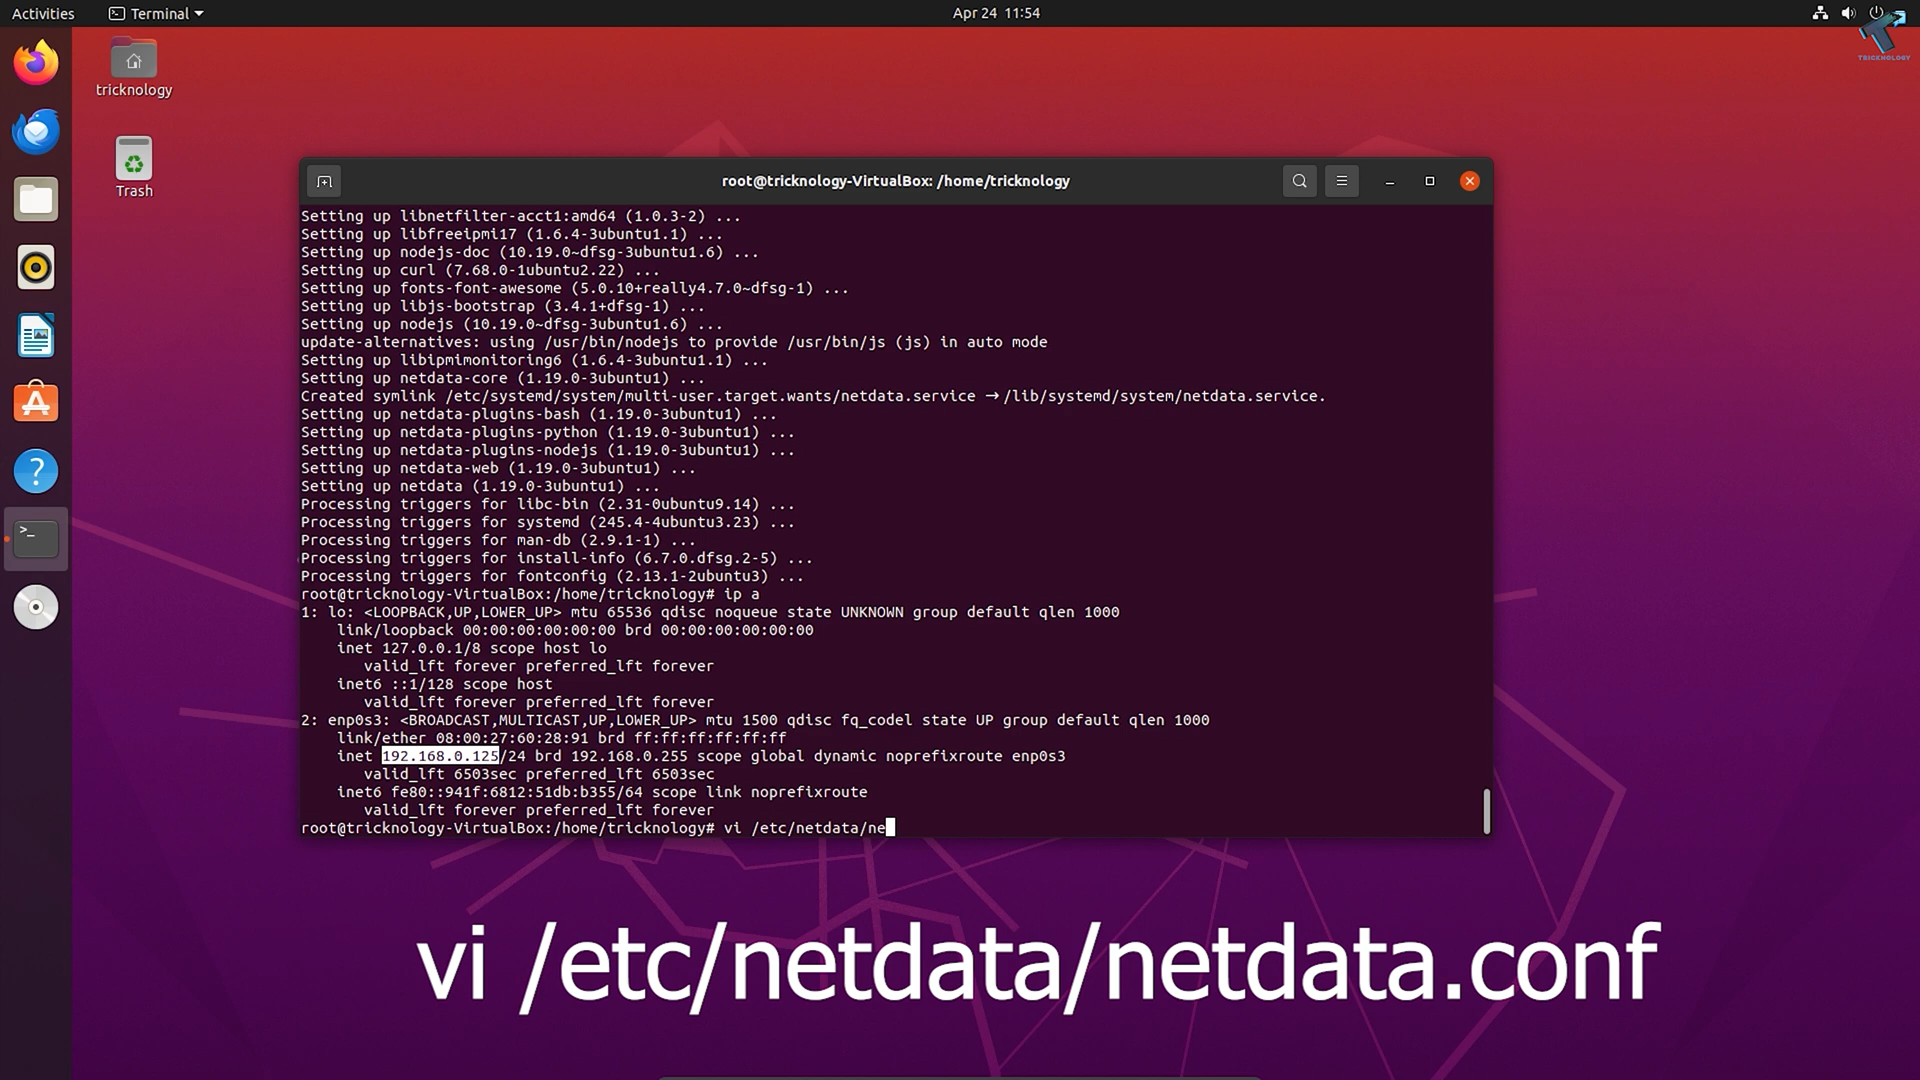 Activities
Terminal
Apr 24 11:54
TRICKNOLOGY
tricknology
Trash
root@tricknology-VirtualBox: /home/tricknology
Setting up libnetfilter-acct1:amd64 (1.0.3-2) ...
Setting up libfreeipmi17 (1.6.4-3ubuntu1.1) ...
Setting up nodejs-doc (10.19.0~dfsg-3ubuntu1.6) ...
Setting up curl (7.68.0-1ubuntu2.22) ...
Setting up fonts-font-awesome (5.0.10+really4.7.0~dfsg-1) ...
Setting up libjs-bootstrap (3.4.1+dfsg-1) ...
Setting up nodejs (10.19.0~dfsg-3ubuntu1.6) ...
update-alternatives: using /usr/bin/nodejs to provide /usr/bin/js (js) in auto mode
Setting up libipmimonitoring6 (1.6.4-3ubuntu1.1) ...
Setting up netdata-core (1.19.0-3ubuntu1) ...
Created symlink /etc/systemd/system/multi-user.target.wants/netdata.service → /lib/systemd/system/netdata.service.
Setting up netdata-plugins-bash (1.19.0-3ubuntu1) ...
Setting up netdata-plugins-python (1.19.0-3ubuntu1) ...
Setting up netdata-plugins-nodejs (1.19.0-3ubuntu1) ...
Setting up netdata-web (1.19.0-3ubuntu1) ...
Setting up netdata (1.19.0-3ubuntu1) ...
Processing triggers for libc-bin (2.31-0ubuntu9.14) ...
Processing triggers for systemd (245.4-4ubuntu3.23) ...
Processing triggers for man-db (2.9.1-1) ...
Processing triggers for install-info (6.7.0.dfsg.2-5) ...
Processing triggers for fontconfig (2.13.1-2ubuntu3) ...
root@tricknology-VirtualBox:/home/tricknology# ip a
1: lo: <LOOPBACK,UP,LOWER_UP> mtu 65536 qdisc noqueue state UNKNOWN group default qlen 1000
link/loopback 00:00:00:00:00:00 brd 00:00:00:00:00:00
inet 127.0.0.1/8 scope host lo
valid_lft forever preferred_lft forever
inet6 ::1/128 scope host
valid_lft forever preferred_lft forever
2: enp0s3: <BROADCAST,MULTICAST,UP,LOWER_UP> mtu 1500 qdisc fq_codel state UP group default qlen 1000
link/ether 08:00:27:60:28:91 brd ff:ff:ff:ff:ff:ff
inet 192.168.0.125/24 brd 192.168.0.255 scope global dynamic noprefixroute enp0s3
valid_lft 6503sec preferred_lft 6503sec
inet6 fe80::941f:6812:51db:b355/64 scope link noprefixroute
valid_lft forever preferred_lft forever
root@tricknology-VirtualBox:/home/tricknology# vi /etc/netdata/ne
vi /etc/netdata/netdata.conf